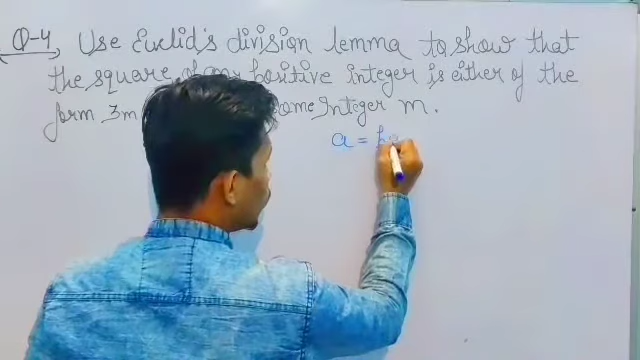 Q-4 Use Euclid's division lemma to show that
the square of any positive integer is either of the
form 3m some Integer m.
a = b